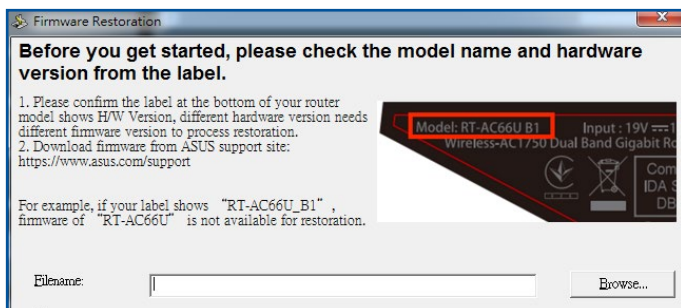 Firmware Restoration
Before you get started, please check the model name and hardware
version from the label.
1. Please confirm the label at the bottom of your router
model shows H/W Version, different hardware version needs
different firmware version to process restoration.
2. Download firmware from ASUS support site:
https://www.asus.com/support
For example, if your label shows “RT-AC66U_B1”,
firmware of “RT-AC66U” is not available for restoration.
Model: RT-AC66U B1 Input : 19V
Wireless-AC1750 Dual Band Gigabit
Com
IDA
DB
Filename:
Browse...